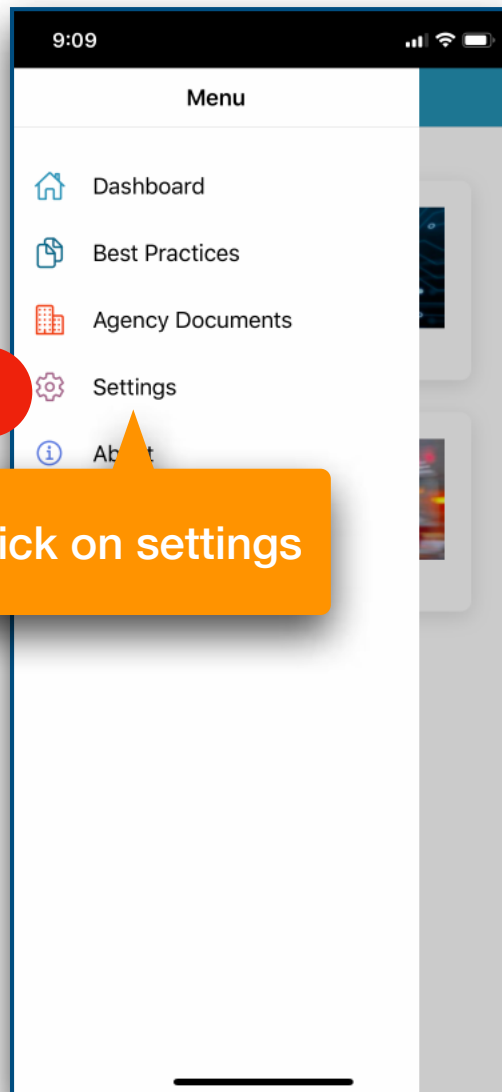 9:09
Menu
Dashboard
Best Practices
Agency Documents
Settings
ick on settings